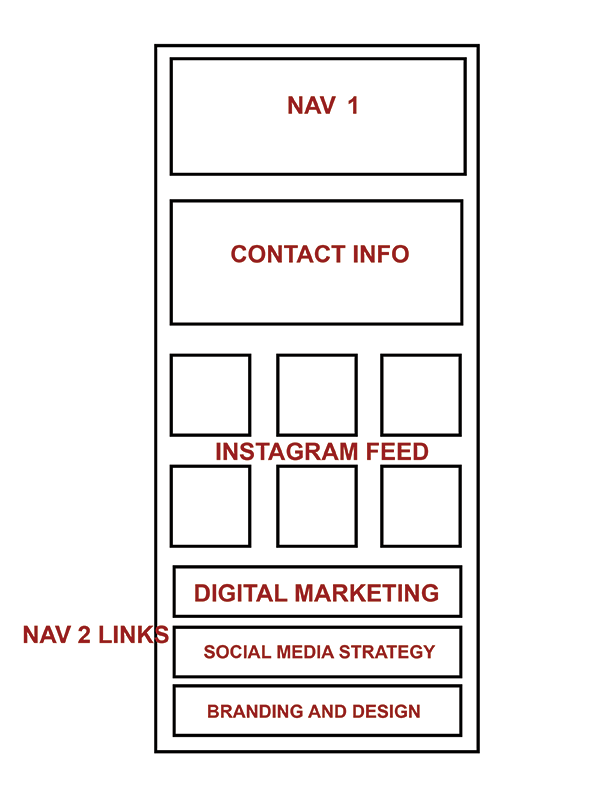 NAV 1
CONTACT INFO
INSTAGRAM FEED
DIGITAL MARKETING
NAV 2 LINKS
SOCIAL MEDIA STRATEGY
BRANDING AND DESIGN